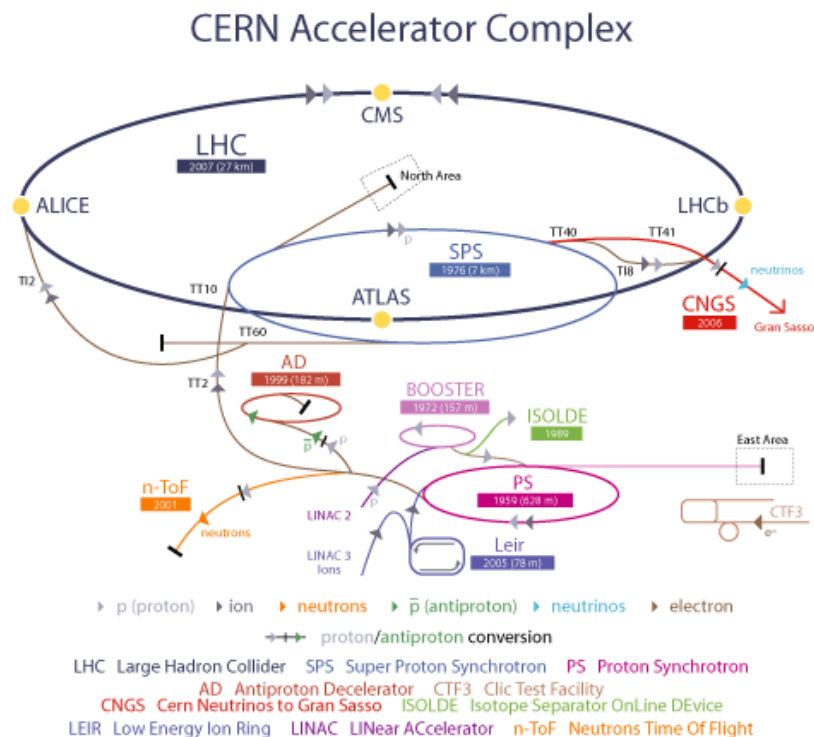 CERN Accelerator Complex
CMS
LHC
2007 (27 km)
North Area
ALICE
LHCb
TT40
TT41
SPS
1976 (7 km)
TI8
neutrinos
TI2
TT10
ATLAS
CNGS
2006
Gran Sasso
TT60
AD
1999 (182 m)
TT2
BOOSTER
1972 (157 m)
ISOLDE
1989
p
p
p̅
p
East Area
n-ToF
2001
PS
1959 (628 m)
LINAC 2
p
neutrons
CTF3
e⁻
Leir
2005 (78 m)
LINAC 3
Ions
p (proton) ion neutrons p̅ (antiproton) neutrinos electron
proton/antiproton conversion
LHC Large Hadron Collider SPS Super Proton Synchrotron PS Proton Synchrotron
AD Antiproton Decelerator CTF3 Clic Test Facility
CNGS Cern Neutrinos to Gran Sasso ISOLDE Isotope Separator OnLine DEvice
LEIR Low Energy Ion Ring LINAC LINear ACcelerator n-ToF Neutrons Time Of Flight